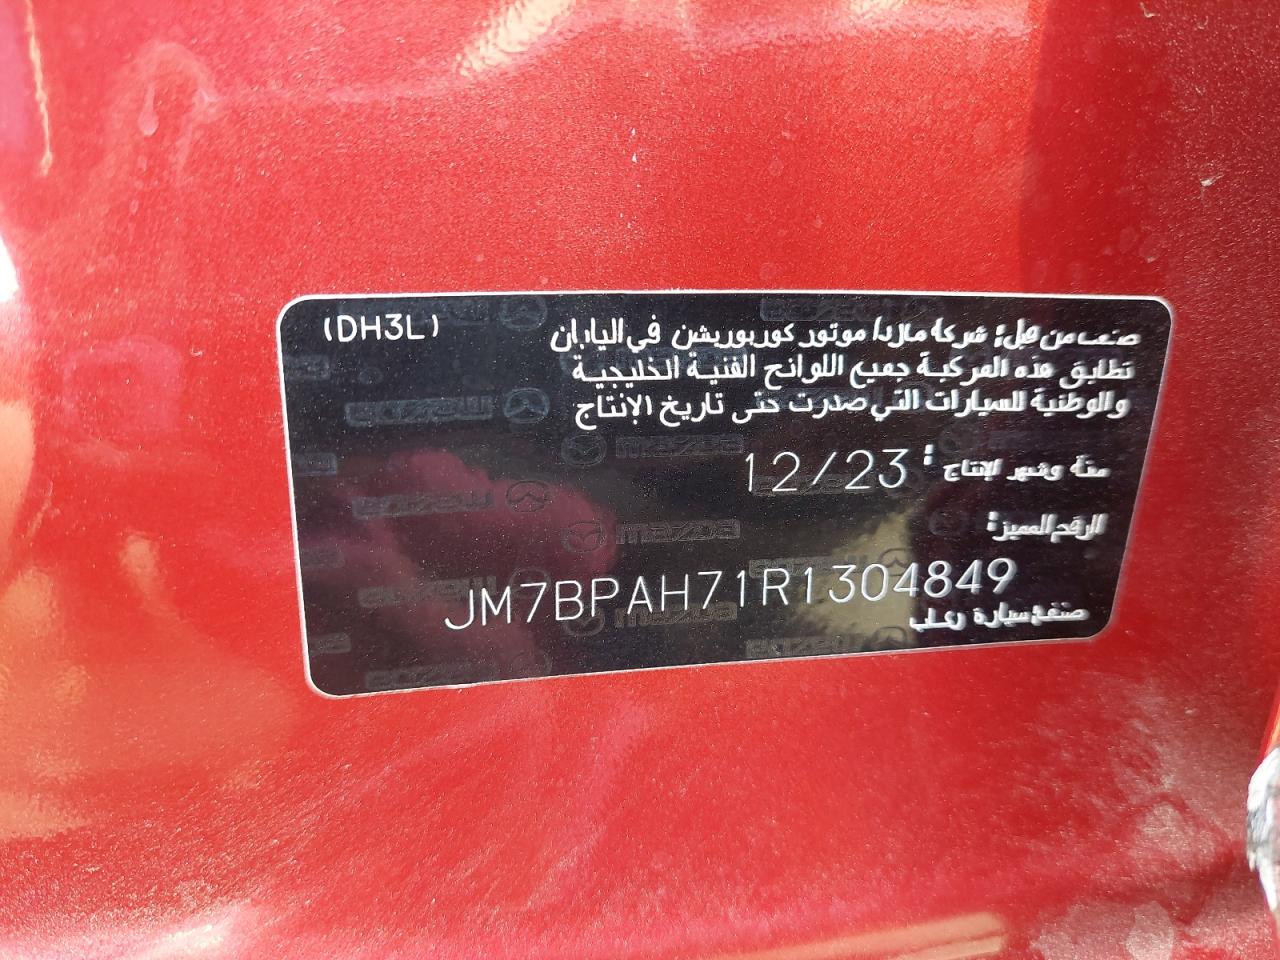 (DH3L)
صنعت من قبل: شركة مازدا موتور كوربوريشن في اليابان
تطابق هذه المركبة جميع اللوائح الفنية الخليجية
والوطنية للسيارات التي صدرت حتى تاريخ الإنتاج
سنة وشهر الإنتاج: 12/23
الرقم المميز:
JM7BPAH71R1304849
صنف: سيارة ركاب